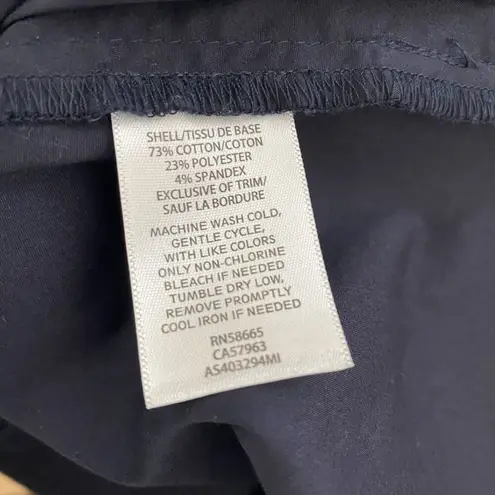 SHELL/TISSU DE BASE
73% COTTON/COTON
23% POLYESTER
4% SPANDEX
EXCLUSIVE OF TRIM/
SAUF LA BORDURE
MACHINE WASH COLD,
GENTLE CYCLE,
WITH LIKE COLORS
ONLY NON-CHLORINE
BLEACH IF NEEDED
TUMBLE DRY LOW,
REMOVE PROMPTLY
COOL IRON IF NEEDED
RN58665
CA57963
AS403294MI